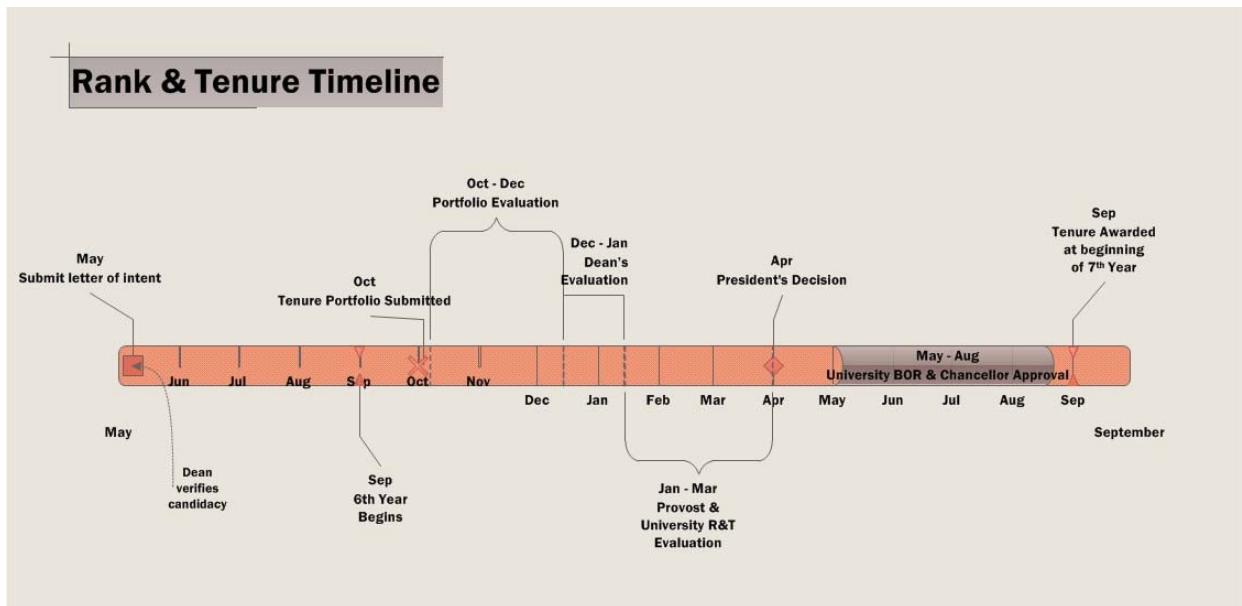 Rank & Tenure Timeline
Oct - Dec
Portfolio Evaluation
Sep
Tenure Awarded
at beginning
of 7th Year
Dec - Jan
Dean's
Evaluation
May
Submit letter of intent
Apr
President's Decision
Oct
Tenure Portfolio Submitted
May - Aug
University BOR & Chancellor Approval
Jun Jul Aug Sep Oct Nov
Dec Jan Feb Mar Apr May Jun Jul Aug Sep
May
September
Dean
verifies
candidacy
Sep
6th Year
Begins
Jan - Mar
Provost &
University R&T
Evaluation